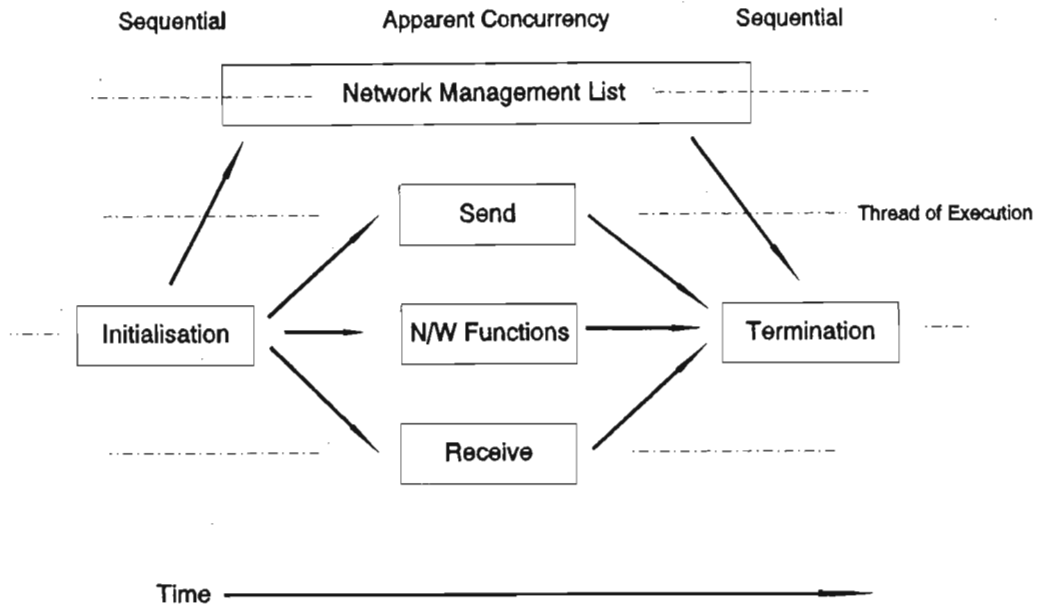 Sequential
Apparent Concurrency
Sequential
Network Management List
Send
Thread of Execution
Initialisation
N/W Functions
Termination
Receive
Time